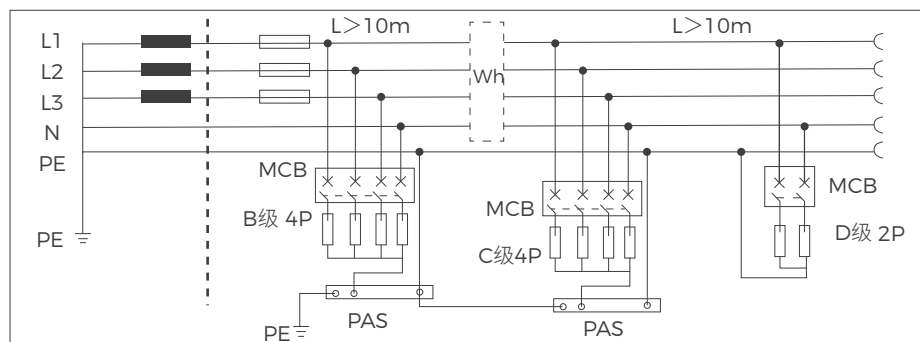 L1
L>10m
L>10m
L2
Wh
L3
N
PE
MCB
MCB
MCB
B级 4P
C级4P
D级 2P
PE
PAS
PE
PAS